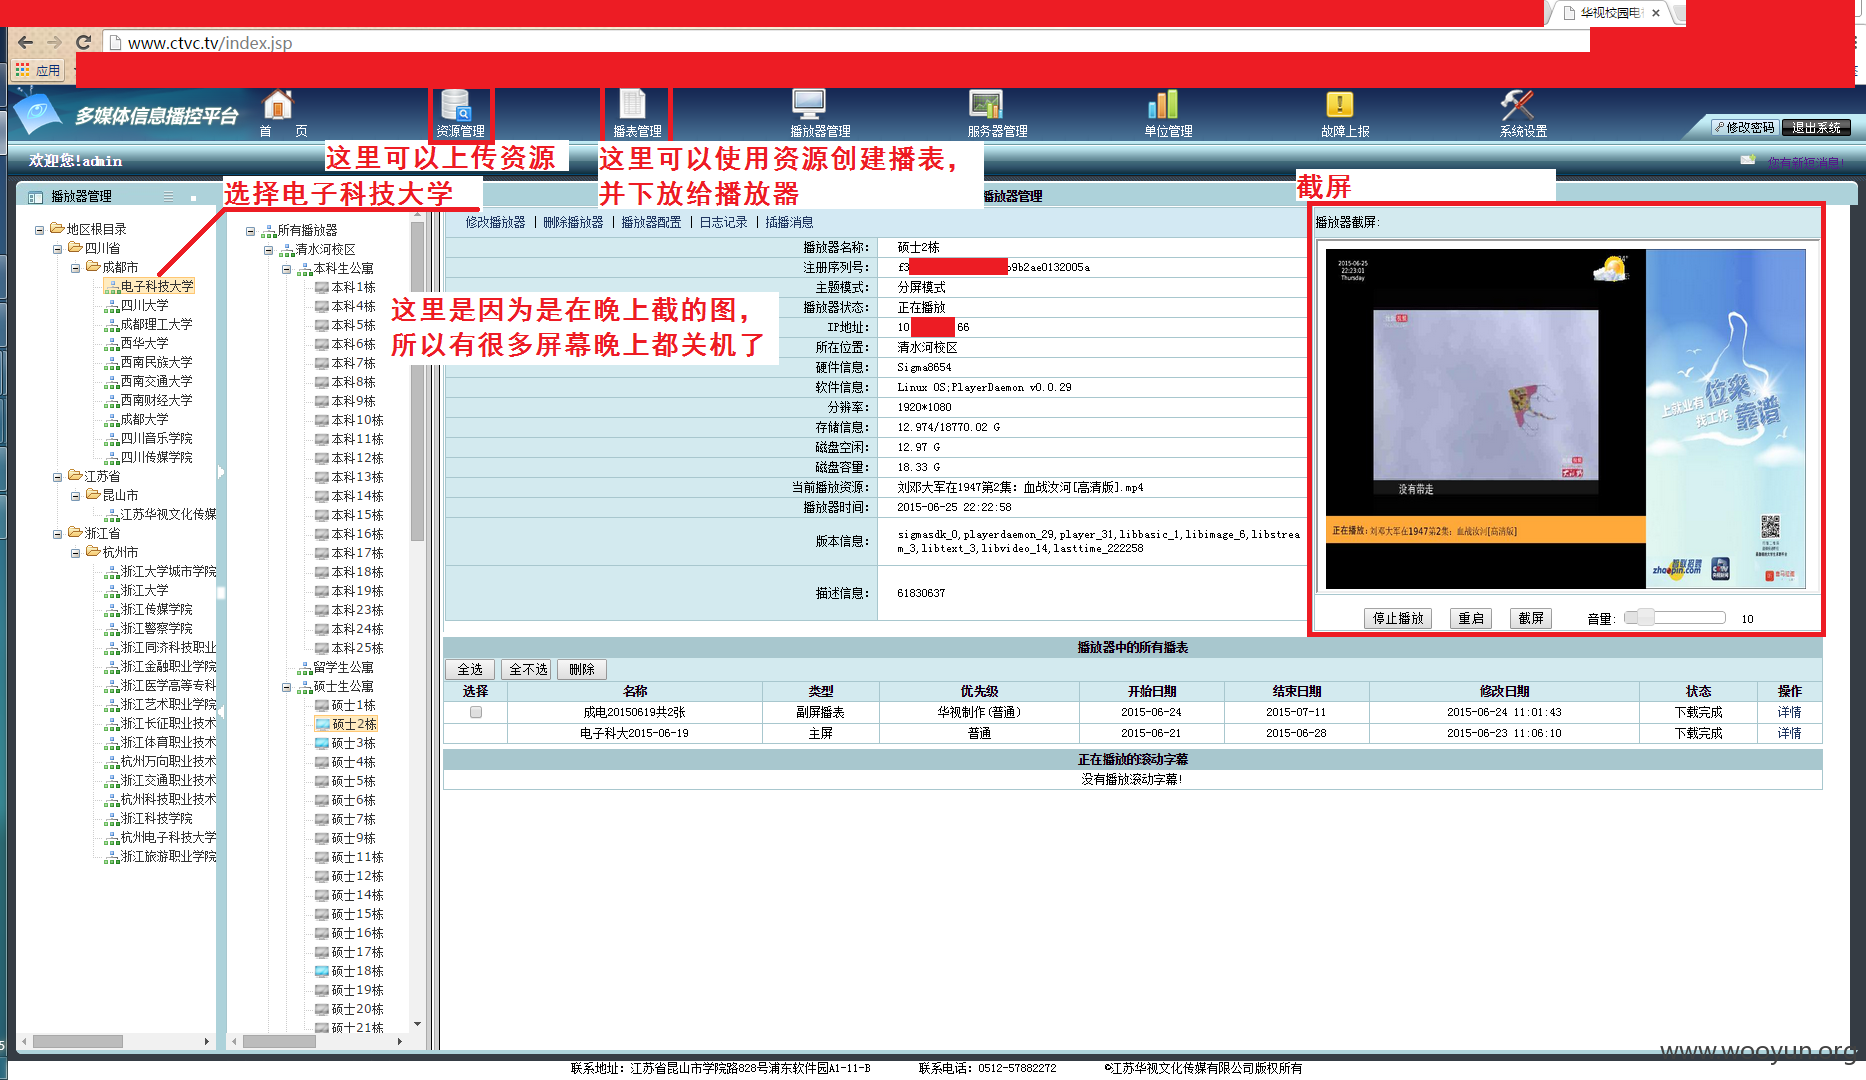 华视校园电
www.ctvc.tv/index.jsp
应用
多媒体信息播控平台
首 页
资源管理
播表管理
播放器管理
服务器管理
单位管理
故障上报
系统设置
修改密码
退出系统
欢迎您!admin
您有新短消息!
这里可以上传资源
这里可以使用资源创建播表,
并下放给播放器
选择电子科技大学
截屏
播放器管理
地区根目录
四川省
成都市
电子科技大学
四川大学
成都理工大学
西华大学
西南民族大学
西南交通大学
西南财经大学
成都大学
四川音乐学院
四川传媒学院
江苏省
昆山市
江苏华视文化传媒
浙江省
杭州市
浙江大学城市学院
浙江大学
浙江传媒学院
浙江警察学院
浙江同济科技职业
浙江金融职业学院
浙江医学高等专科
浙江艺术职业学院
浙江长征职业技术
浙江体育职业技术
杭州万向职业技术
浙江交通职业技术
杭州科技职业技术
浙江科技学院
杭州电子科技大学
浙江旅游职业学院
所有播放器
清水河校区
本科生公寓
本科1栋
本科4栋
本科5栋
本科6栋
本科7栋
本科8栋
本科9栋
本科10栋
本科11栋
本科12栋
本科13栋
本科14栋
本科15栋
本科16栋
本科17栋
本科18栋
本科19栋
本科23栋
本科24栋
本科25栋
留学生公寓
硕士生公寓
硕士1栋
硕士2栋
硕士3栋
硕士4栋
硕士5栋
硕士6栋
硕士7栋
硕士9栋
硕士11栋
硕士12栋
硕士14栋
硕士15栋
硕士16栋
硕士17栋
硕士18栋
硕士19栋
硕士20栋
硕士21栋
这里是因为是在晚上截的图,
所以有很多屏幕晚上都关机了
播放器管理
修改播放器 | 删除播放器 | 播放器配置 | 日志记录 | 插播消息
播放器名称: 硕士2栋
注册序列号: f3 b9b2ae0132005a
主题模式: 分屏模式
播放器状态: 正在播放
IP地址: 10 66
所在位置: 清水河校区
硬件信息: Sigma8654
软件信息: Linux OS;PlayerDaemon v0.0.29
分辨率: 1920*1080
存储信息: 12.974/18770.02 G
磁盘空闲: 12.97 G
磁盘容量: 18.33 G
当前播放资源: 刘邓大军在1947第2集: 血战汝河[高清版].mp4
播放器时间: 2015-06-25 22:22:58
版本信息: sigmasdk_0,playerdaemon_29,player_31,libbasic_1,libimage_6,libstrea
m_3,libtext_3,libvideo_14,lasttime_222258
描述信息: 61830637
播放器截屏:
2015-06-25
22:23:01
Thursday
没有带走
正在播放: 刘邓大军在1947第2集: 血战汝河[高清版]
上就业有位来
找工作,靠谱
智联招聘
zhaopin.com
停止播放 重启 截屏 音量: 10
播放器中的所有播表
全选 全不选 删除
选择 名称 类型 优先级 开始日期 结束日期 修改日期 状态 操作
成电20150619共2张 副屏播表 华视制作(普通) 2015-06-24 2015-07-11 2015-06-24 11:01:43 下载完成 详情
电子科大2015-06-19 主屏 普通 2015-06-21 2015-06-28 2015-06-23 11:06:10 下载完成 详情
正在播放的滚动字幕
没有播放滚动字幕!
联系地址: 江苏省昆山市学院路828号浦东软件园A1-11-B 联系电话: 0512-57882272 ©江苏华视文化传媒有限公司版权所有
www.wooyun.org